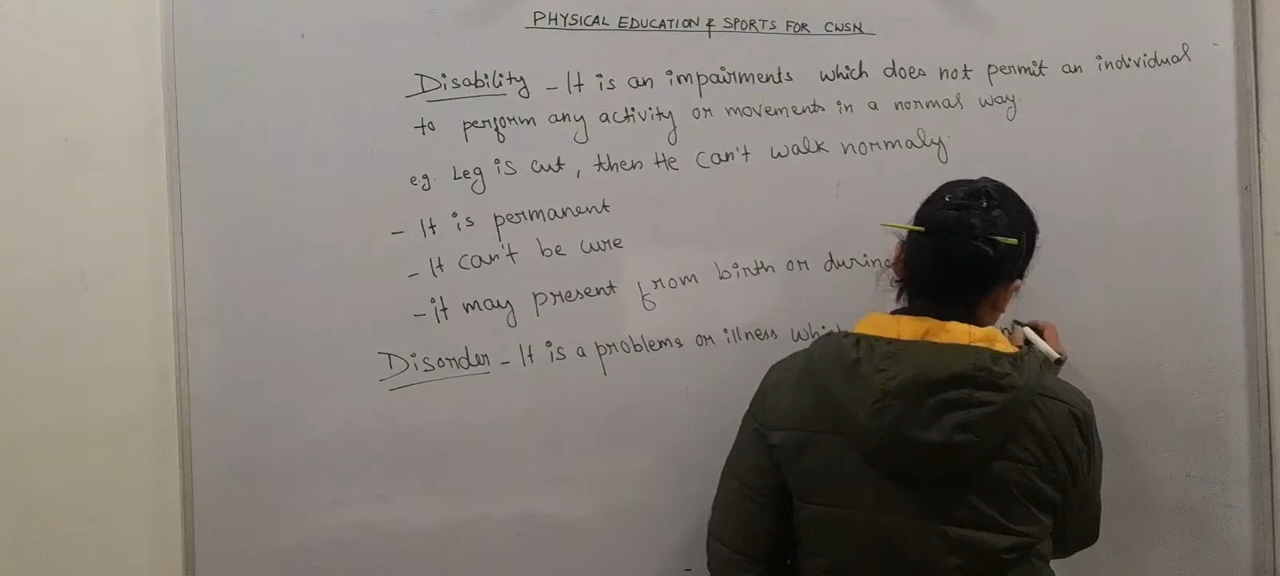 PHYSICAL EDUCATION & SPORTS FOR CWSN
Disability - It is an impairments which does not permit an individual
to perform any activity or movements in a normal way.
e.g. Leg is cut, then He can't walk normaly.
- It is permanent
- It can't be cure
- it may present from birth or during
Disorder - It is a problems or illness which